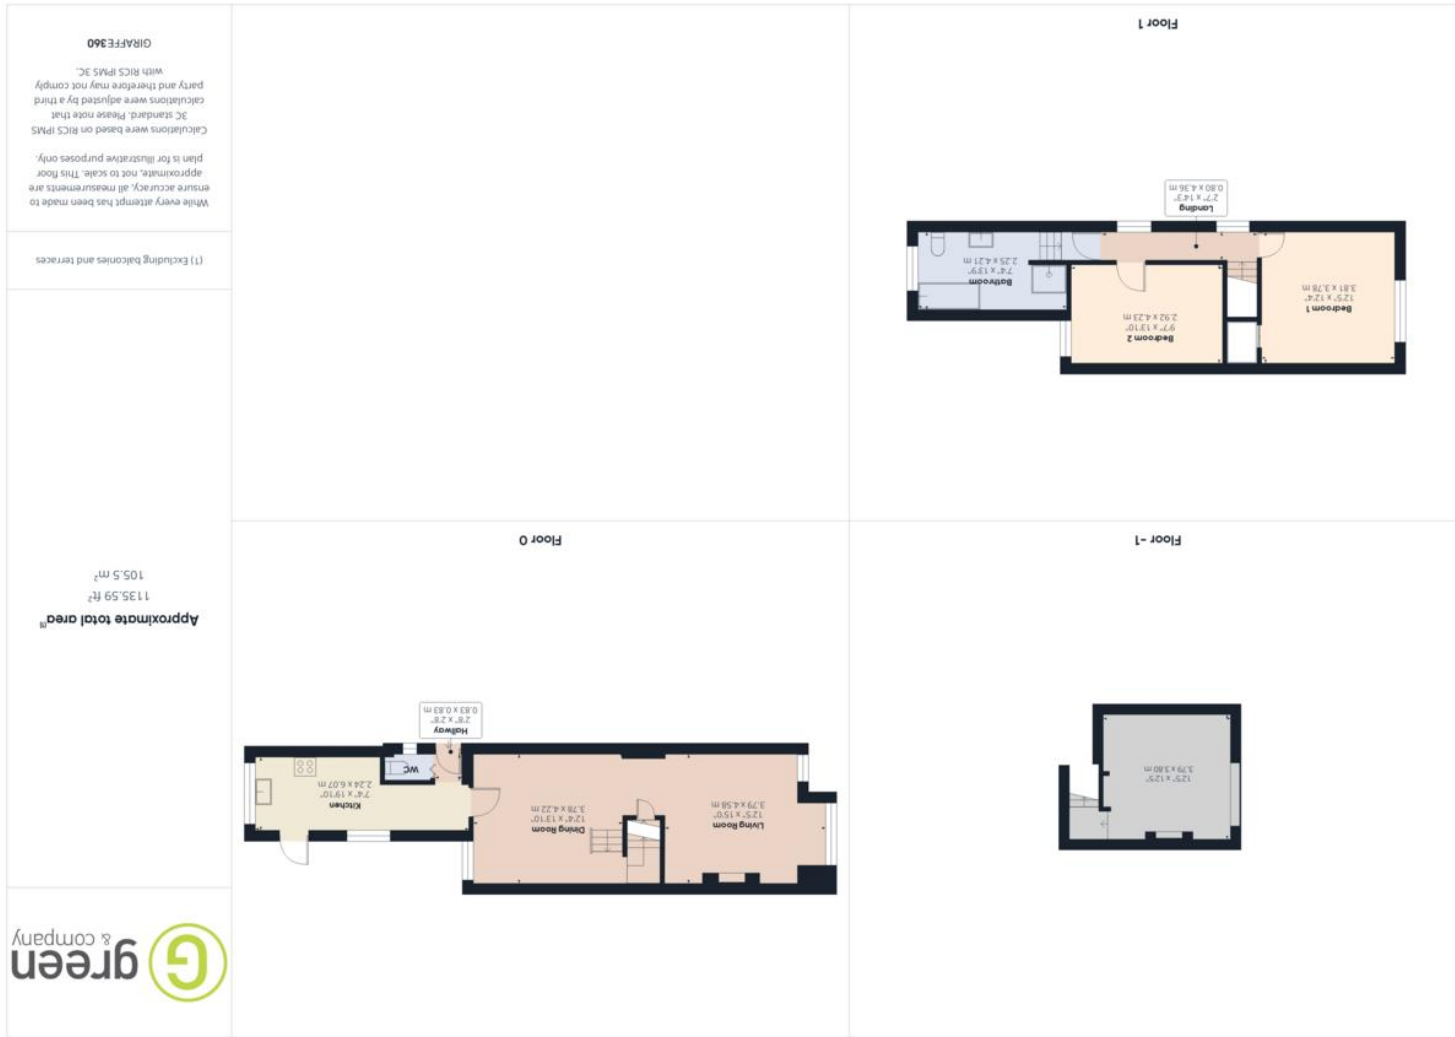 12'5" x 12'5"
3.79 x 3.80 m
Floor -1
Living Room
12'5" x 15'0"
3.79 x 4.58 m
Dining Room
12'4" x 13'10"
3.78 x 4.22 m
Kitchen
7'4" x 19'10"
2.24 x 6.07 m
WC
Hallway
2'8" x 2'8"
0.83 x 0.83 m
Floor 0
Bedroom 1
12'5" x 12'4"
3.81 x 3.78 m
Bedroom 2
9'7" x 13'10"
2.92 x 4.23 m
Bathroom
7'4" x 13'9"
2.25 x 4.21 m
Landing
2'7" x 14'3"
0.80 x 4.36 m
Floor 1
G green
& company
Approximate total area(1)
1135.59 ft²
105.5 m²
(1) Excluding balconies and terraces
While every attempt has been made to
ensure accuracy, all measurements are
approximate, not to scale. This floor
plan is for illustrative purposes only.
Calculations were based on RICS IPMS
3C standard. Please note that
calculations were adjusted by a third
party and therefore may not comply
with RICS IPMS 3C.
GIRAFFE360